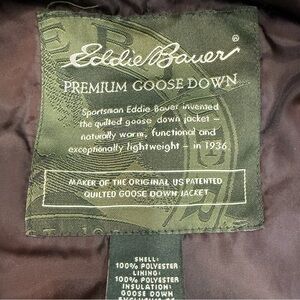 Eddie Bauer®
PREMIUM GOOSE DOWN
Sportsman Eddie Bauer invented
the quilted goose down jacket –
naturally warm, functional and
exceptionally lightweight – in 1936
MAKER OF THE ORIGINAL US PATENTED
QUILTED GOOSE DOWN JACKET
SHELL:
100% POLYESTER
LINING:
100% POLYESTER
INSULATION:
GOOSE DOWN